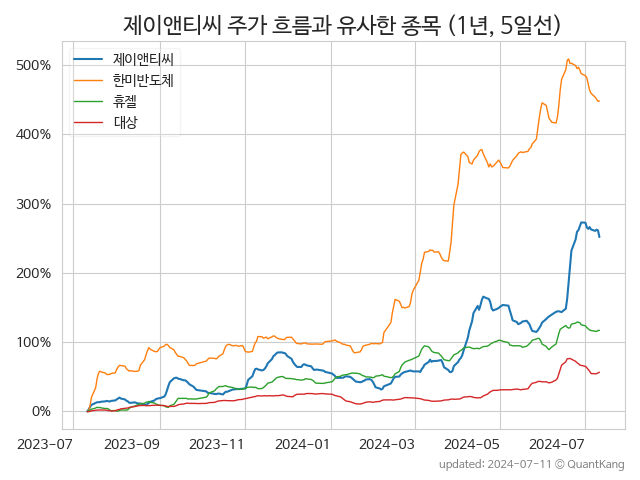 제이앤티씨 주가 흐름과 유사한 종목 (1년, 5일선)
제이앤티씨
한미반도체
휴젤
대상
500%
400%
300%
200%
100%
0%
2023-07 2023-09 2023-11 2024-01 2024-03 2024-05 2024-07
updated: 2024-07-11 © QuantKang